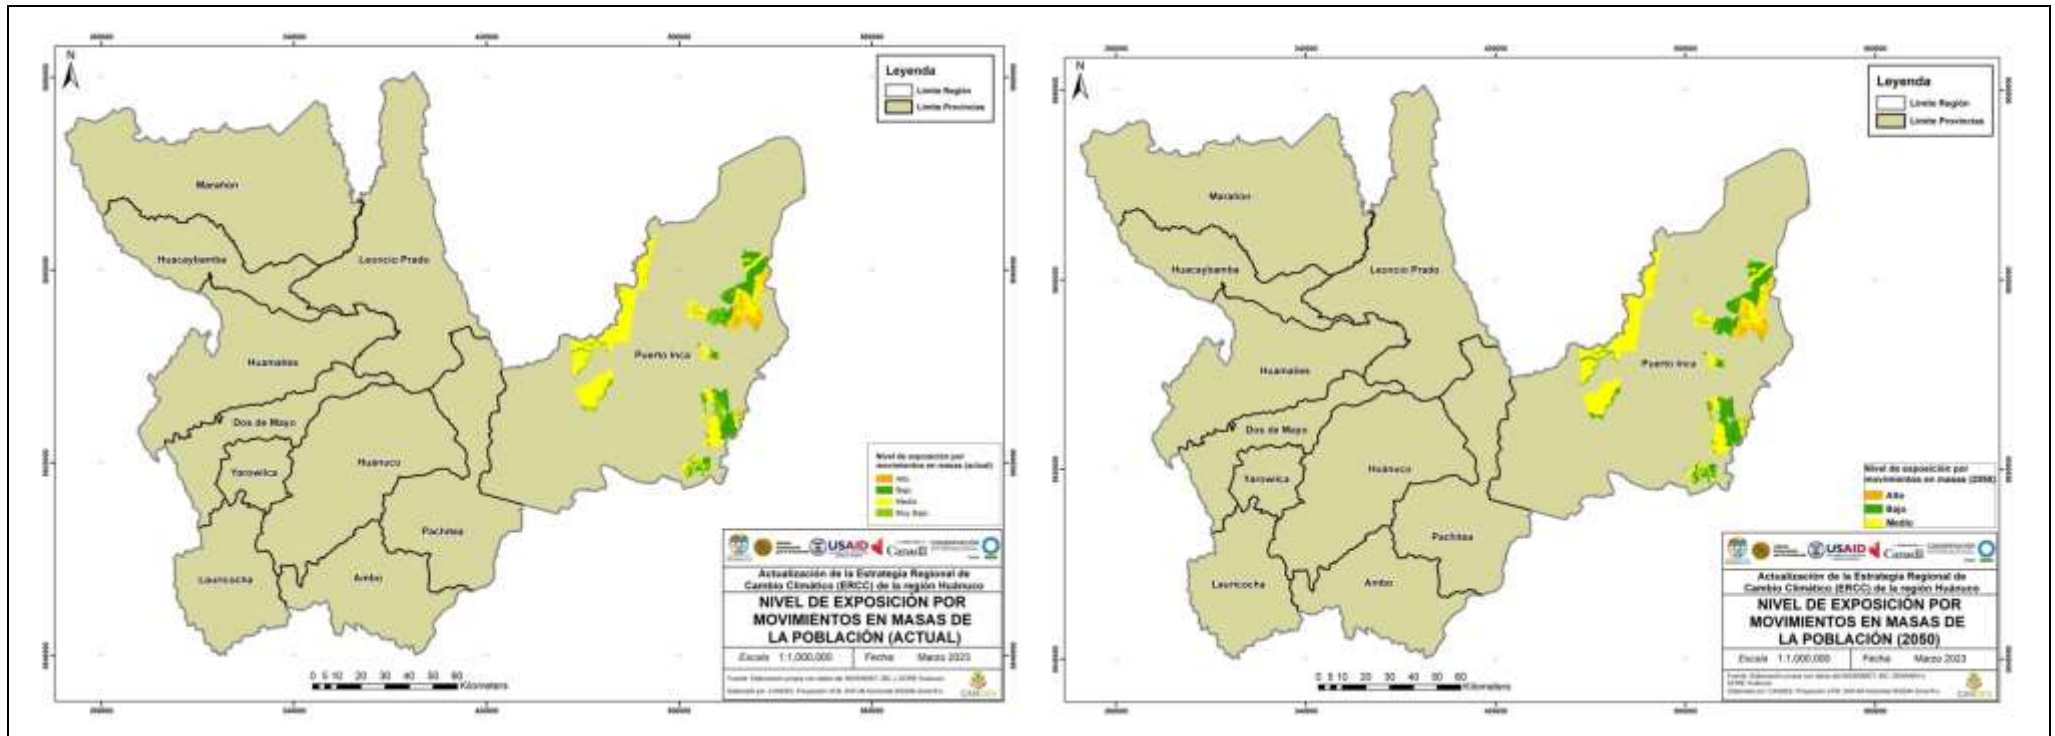 N
Leyenda
Límite Región
Límite Provincias
Marañon
Huacaybamba
Leoncio Prado
Huamalies
Puerto Inca
Dos de Mayo
Yarowilca
Huánuco
Pachitea
Lauricocha
Ambo
Nivel de exposición por
movimientos en masas (actual)
Alto
Bajo
Medio
Muy Bajo
USAID
Canadä
Actualización de la Estrategia Regional de
Cambio Climático (ERCC) de la región Huánuco
NIVEL DE EXPOSICIÓN POR
MOVIMIENTOS EN MASAS DE
LA POBLACIÓN (ACTUAL)
Escala 1:1,000,000 Fecha Marzo 2023
0 5 10 20 30 40 50 60
Kilometers
N
Leyenda
Límite Región
Límite Provincias
Marañon
Huacaybamba
Leoncio Prado
Huamalies
Puerto Inca
Dos de Mayo
Yarowilca
Huánuco
Pachitea
Lauricocha
Ambo
Nivel de exposición por
movimientos en masas (2050)
Alto
Bajo
Medio
USAID
Canadä
Actualización de la Estrategia Regional de
Cambio Climático (ERCC) de la región Huánuco
NIVEL DE EXPOSICIÓN POR
MOVIMIENTOS EN MASAS DE
LA POBLACIÓN (2050)
Escala 1:1,000,000 Fecha Marzo 2023
0 5 10 20 30 40 50 60
Kilometers